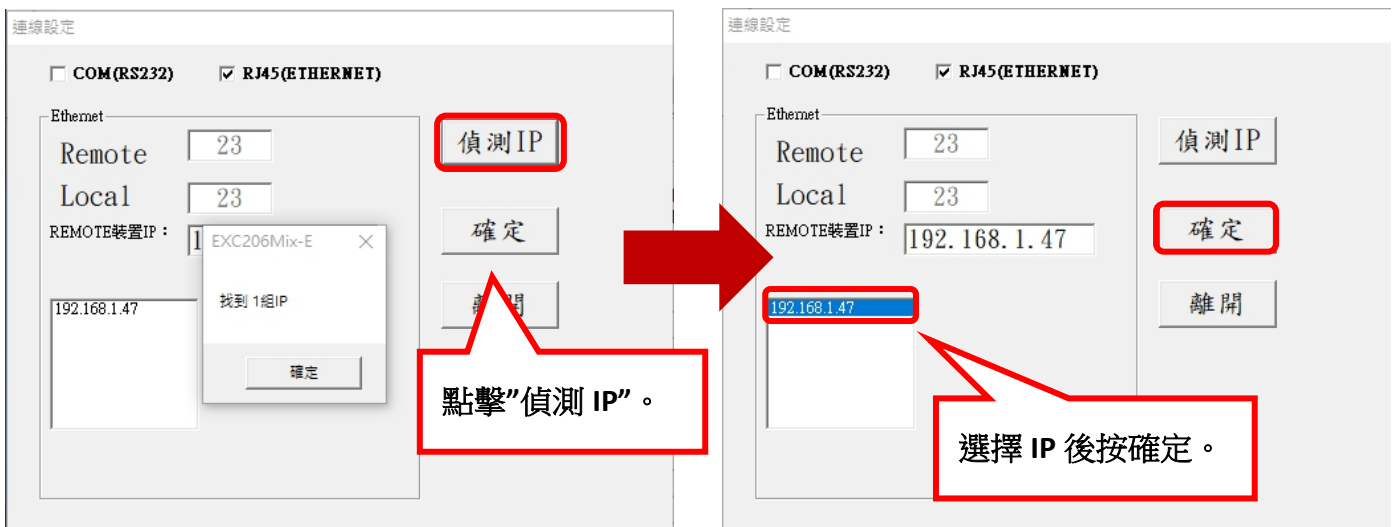 連線設定
COM(RS232) RJ45(ETHERNET)
Ethernet
Remote 23
Local 23
REMOTE裝置IP： 1
192.168.1.47
EXC206Mix-E
找到 1組IP
確定
偵測IP
確定
開
點擊”偵測 IP”。
連線設定
COM(RS232) RJ45(ETHERNET)
Ethernet
Remote 23
Local 23
REMOTE裝置IP： 192.168.1.47
192.168.1.47
偵測IP
確定
離開
選擇 IP 後按確定。